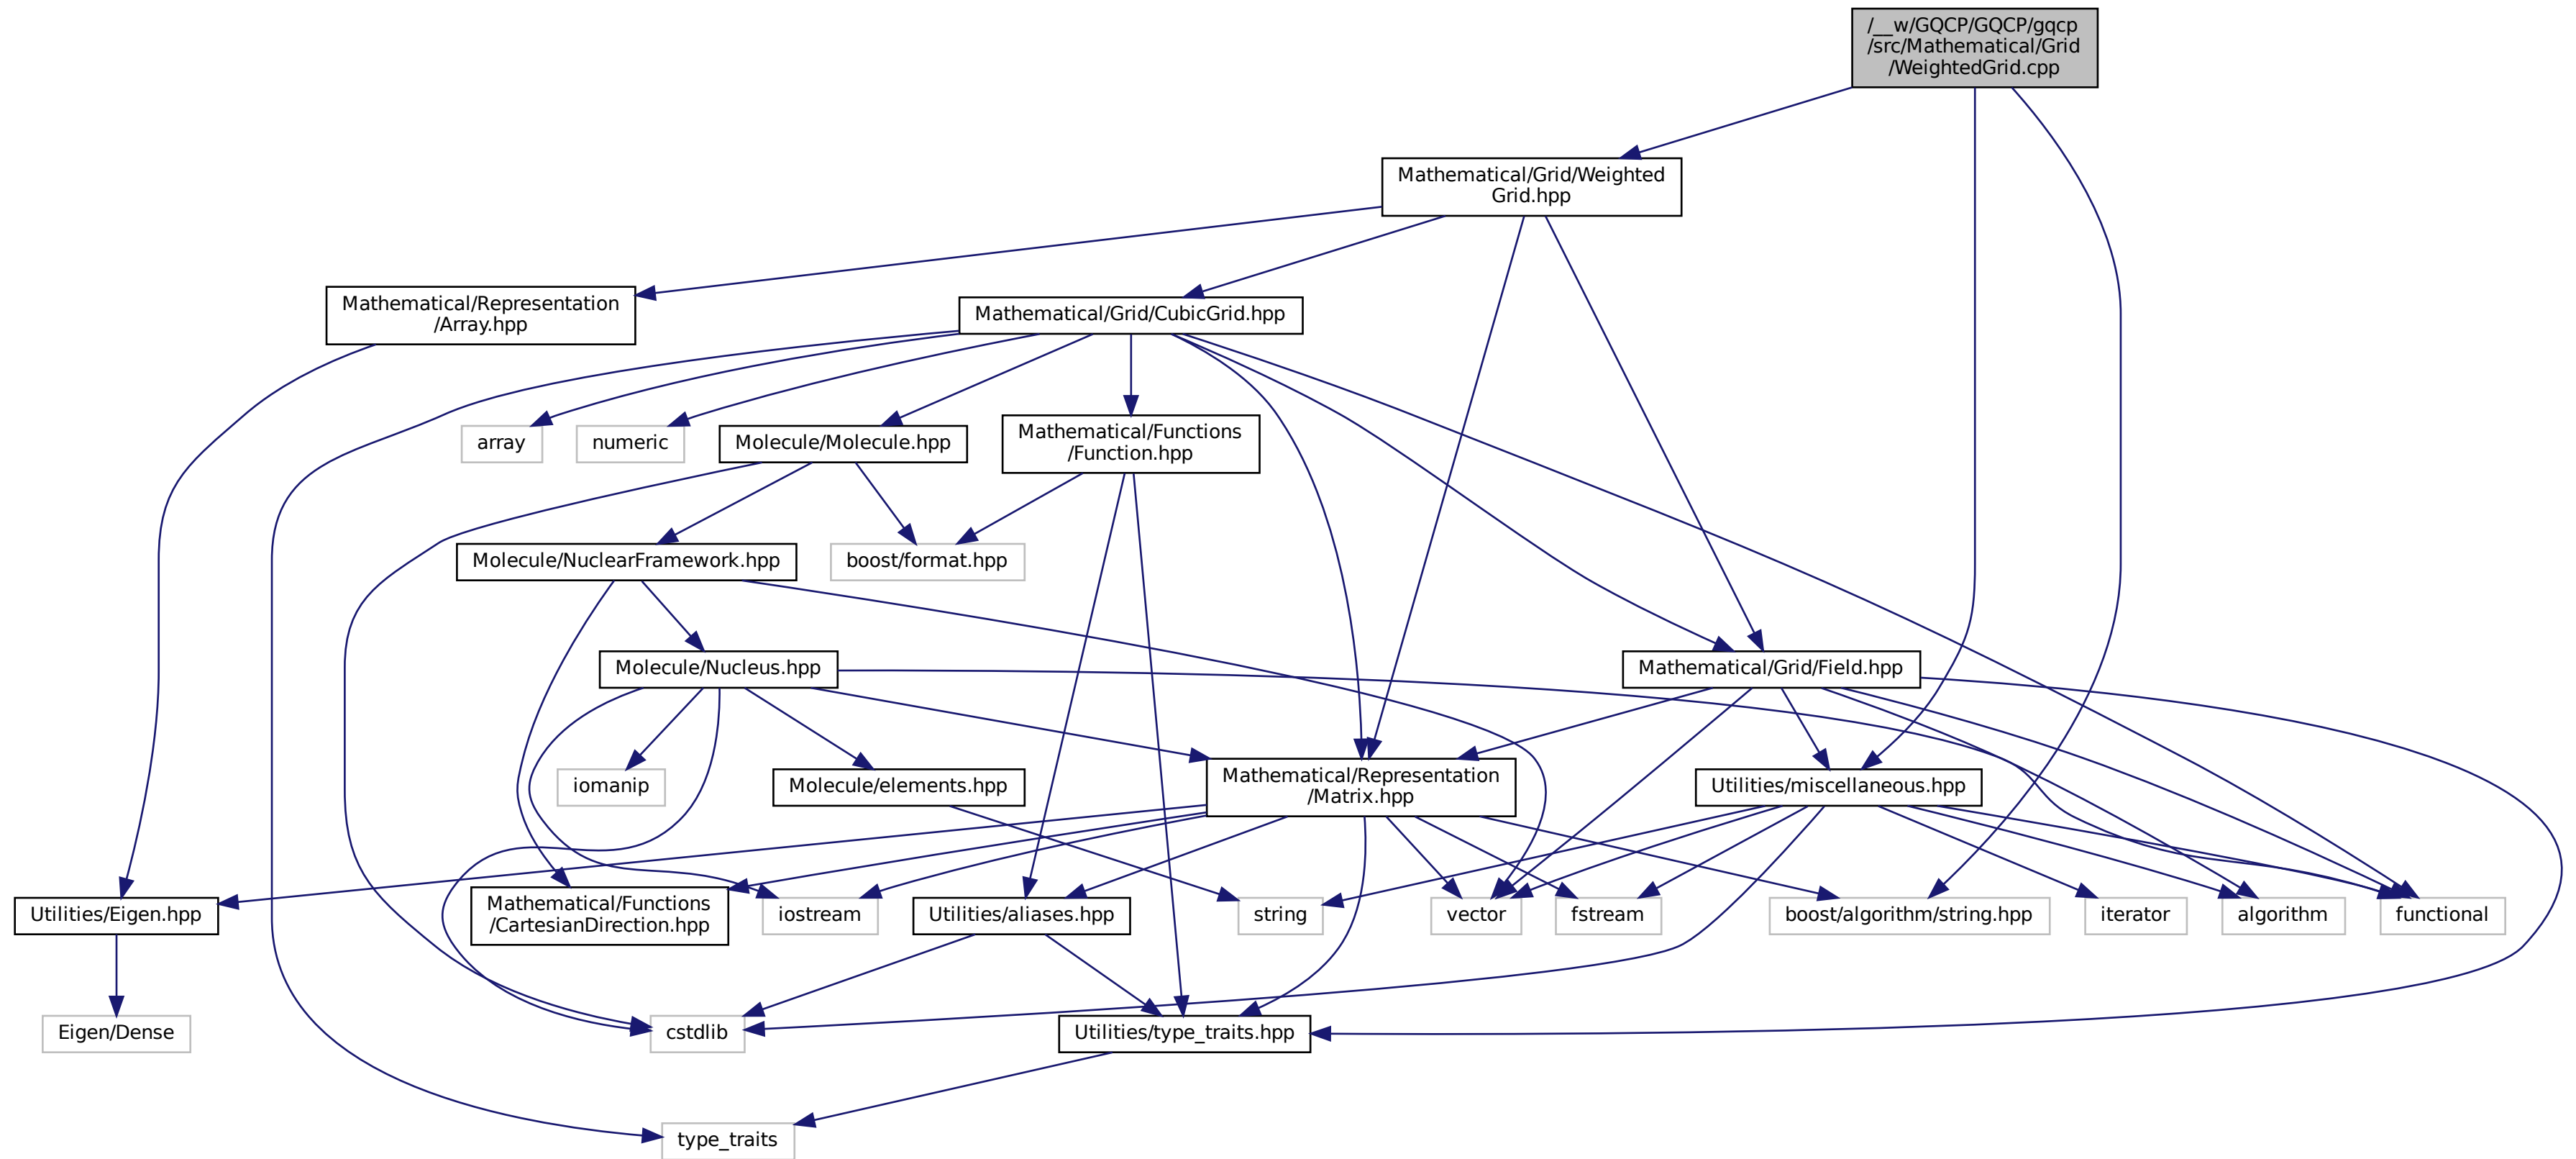 /__w/GQCP/GQCP/gqcp
/src/Mathematical/Grid
/WeightedGrid.cpp
Mathematical/Grid/Weighted
Grid.hpp
Mathematical/Representation
/Array.hpp
Mathematical/Grid/CubicGrid.hpp
array
numeric
Molecule/Molecule.hpp
Mathematical/Functions
/Function.hpp
Molecule/NuclearFramework.hpp
boost/format.hpp
Molecule/Nucleus.hpp
Mathematical/Grid/Field.hpp
iomanip
Molecule/elements.hpp
Mathematical/Representation
/Matrix.hpp
Utilities/miscellaneous.hpp
Utilities/Eigen.hpp
Mathematical/Functions
/CartesianDirection.hpp
iostream
Utilities/aliases.hpp
string
vector
fstream
boost/algorithm/string.hpp
iterator
algorithm
functional
Eigen/Dense
cstdlib
Utilities/type_traits.hpp
type_traits